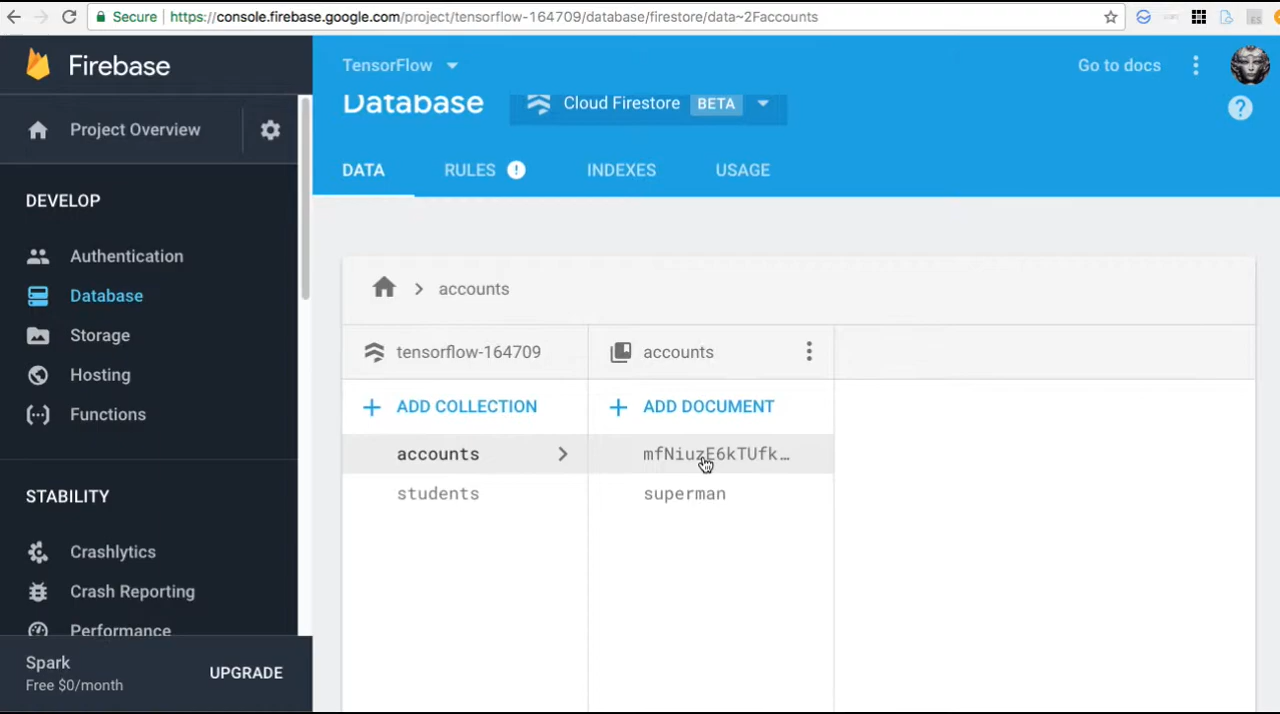 Secure https://console.firebase.google.com/project/tensorflow-164709/database/firestore/data~2Faccounts
Firebase
TensorFlow
Go to docs
Database
Cloud Firestore BETA
Project Overview
DATA
RULES
INDEXES
USAGE
DEVELOP
Authentication
Database
Storage
Hosting
Functions
STABILITY
Crashlytics
Crash Reporting
Performance
Spark
Free $0/month
UPGRADE
accounts
tensorflow-164709
accounts
+ ADD COLLECTION
+ ADD DOCUMENT
accounts
mfNiuzE6kTUfk…
students
superman